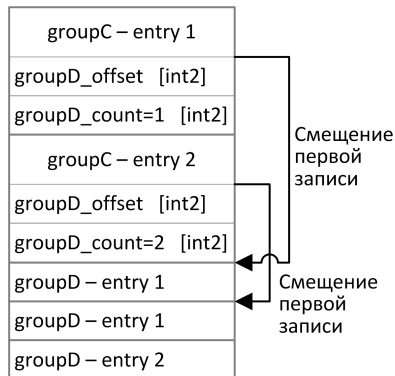 groupC – entry 1
groupD_offset [int2]
groupD_count=1 [int2]
groupC – entry 2
groupD_offset [int2]
groupD_count=2 [int2]
groupD – entry 1
groupD – entry 1
groupD – entry 2
Смещение
первой
записи
Смещение
первой
записи